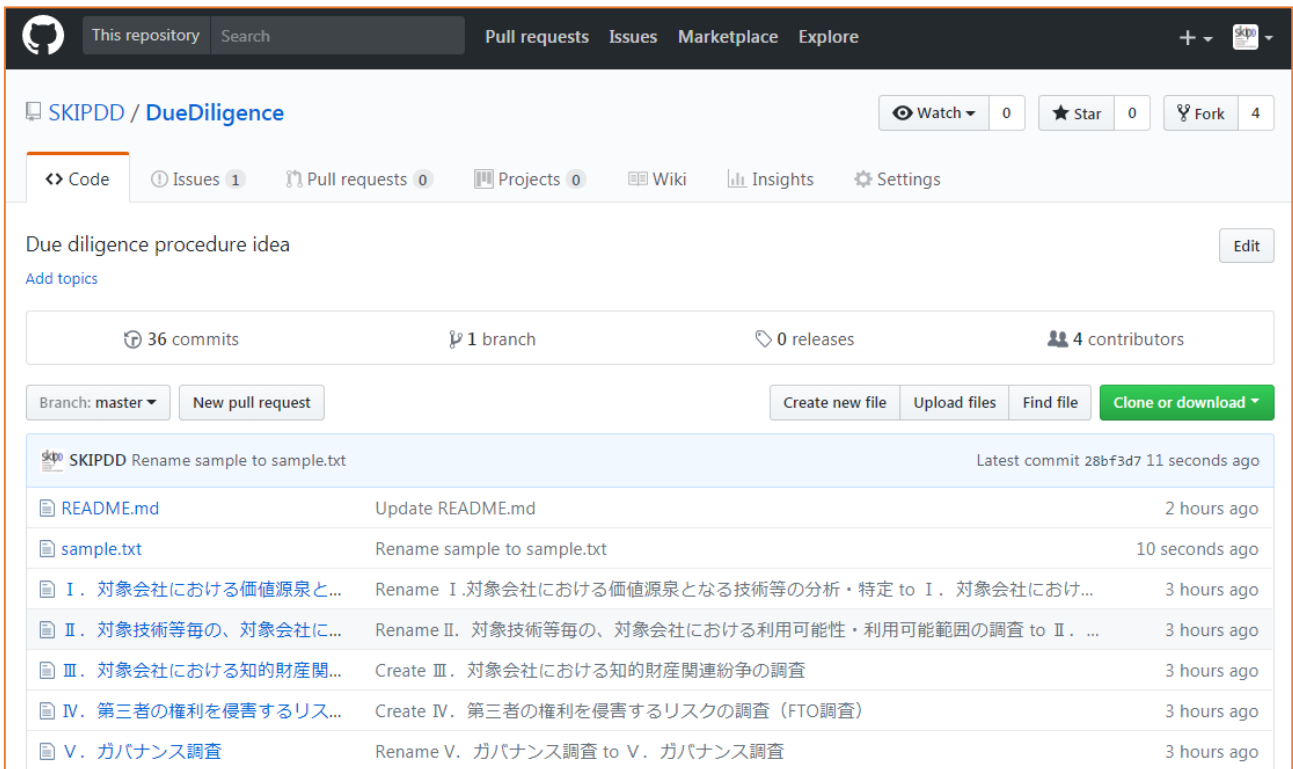 This repository Search Pull requests Issues Marketplace Explore
SKIPDD / DueDiligence Watch 0 Star 0 Fork 4
Code Issues 1 Pull requests 0 Projects 0 Wiki Insights Settings
Due diligence procedure idea Edit
Add topics
36 commits 1 branch 0 releases 4 contributors
Branch: master New pull request Create new file Upload files Find file Clone or download
SKIPDD Rename sample to sample.txt Latest commit 28bf3d7 11 seconds ago
README.md Update README.md 2 hours ago
sample.txt Rename sample to sample.txt 10 seconds ago
Ⅰ．対象会社における価値源泉と... Rename Ⅰ.対象会社における価値源泉となる技術等の分析・特定 to Ⅰ．対象会社におけ... 3 hours ago
Ⅱ．対象技術等毎の、対象会社に... Rename Ⅱ．対象技術等毎の、対象会社における利用可能性・利用可能範囲の調査 to Ⅱ．... 3 hours ago
Ⅲ．対象会社における知的財産関... Create Ⅲ．対象会社における知的財産関連紛争の調査 3 hours ago
Ⅳ．第三者の権利を侵害するリス... Create Ⅳ．第三者の権利を侵害するリスクの調査（FTO調査） 3 hours ago
Ⅴ．ガバナンス調査 Rename Ⅴ．ガバナンス調査 to Ⅴ．ガバナンス調査 3 hours ago